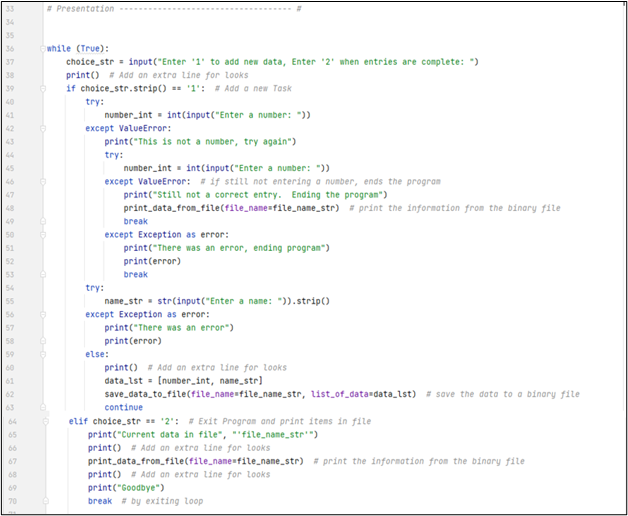 33 # Presentation ----------------------------------- #
34
35
36 while (True):
37     choice_str = input("Enter '1' to add new data, Enter '2' when entries are complete: ")
38     print()  # Add an extra line for looks
39     if choice_str.strip() == '1':  # Add a new Task
40         try:
41             number_int = int(input("Enter a number: "))
42         except ValueError:
43             print("This is not a number, try again")
44             try:
45                 number_int = int(input("Enter a number: "))
46             except ValueError:  # if still not entering a number, ends the program
47                 print("Still not a correct entry.  Ending the program")
48                 print_data_from_file(file_name=file_name_str)  # print the information from the binary file
49                 break
50             except Exception as error:
51                 print("There was an error, ending program")
52                 print(error)
53                 break
54         try:
55             name_str = str(input("Enter a name: ")).strip()
56         except Exception as error:
57             print("There was an error")
58             print(error)
59         else:
60             print()  # Add an extra line for looks
61             data_lst = [number_int, name_str]
62             save_data_to_file(file_name=file_name_str, list_of_data=data_lst)  # save the data to a binary file
63             continue
64     elif choice_str == '2':  # Exit Program and print items in file
65         print("Current data in file", "'file_name_str'")
66         print()  # Add an extra line for looks
67         print_data_from_file(file_name=file_name_str)  # print the information from the binary file
68         print()  # Add an extra line for looks
69         print("Goodbye")
70         break  # by exiting loop